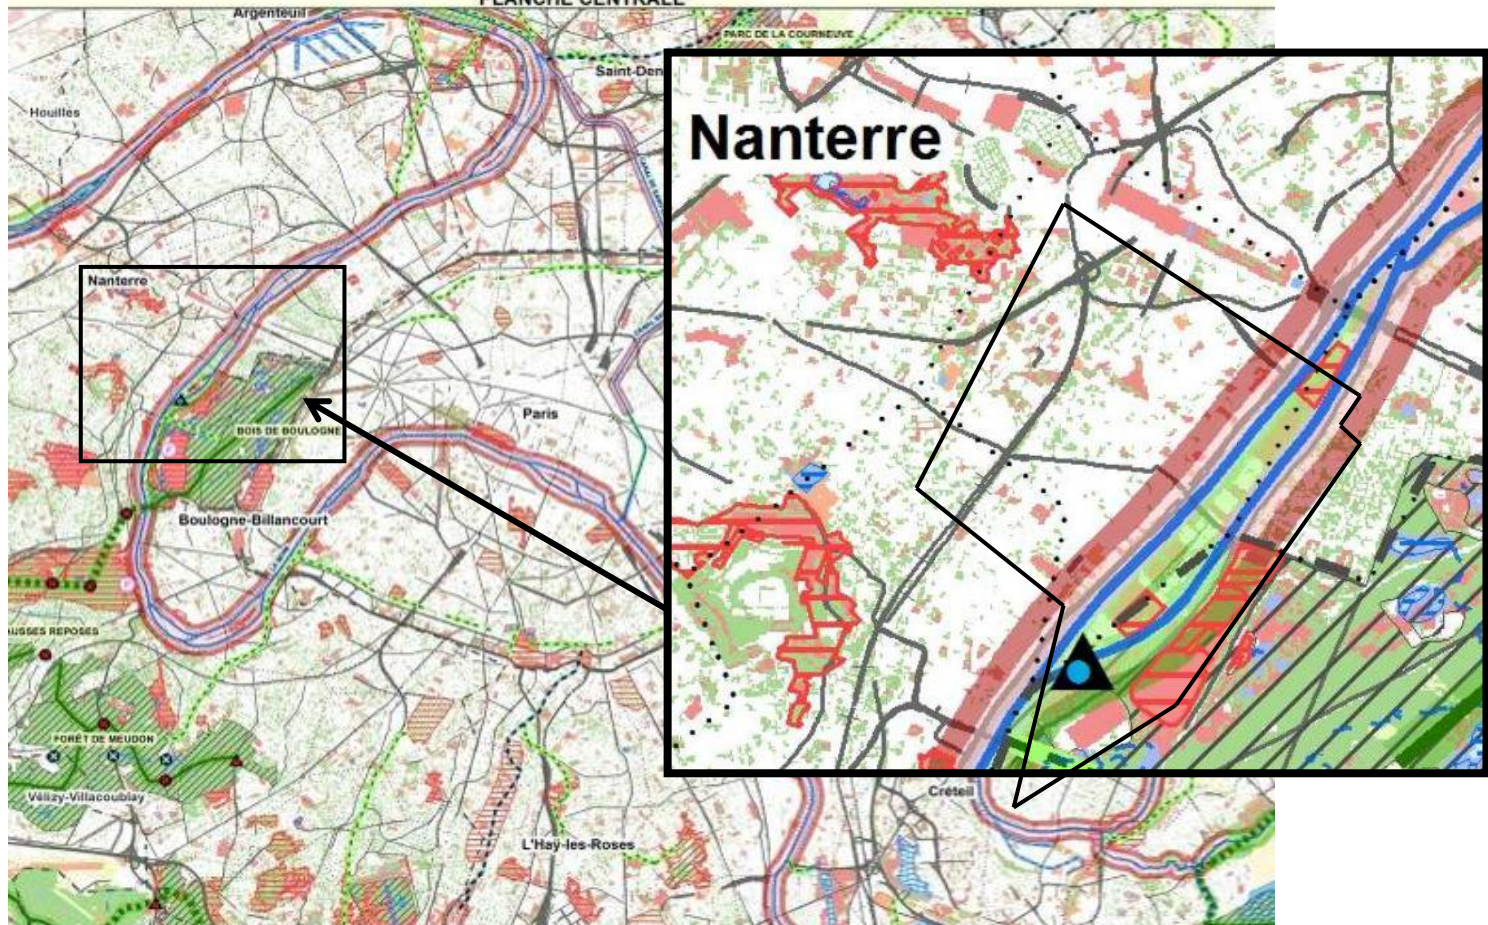 PLANCHE CENTRALE
Argenteuil
PARC DE LA COURNEUVE
Saint-Den
Houilles
Nanterre
Nanterre
BOIS DE BOULOGNE
Paris
Boulogne-Billancourt
AUSSES REPOSES
FORÊT DE MEUDON
Vélizy-Villacoublay
Créteil
L'Hay-les-Roses